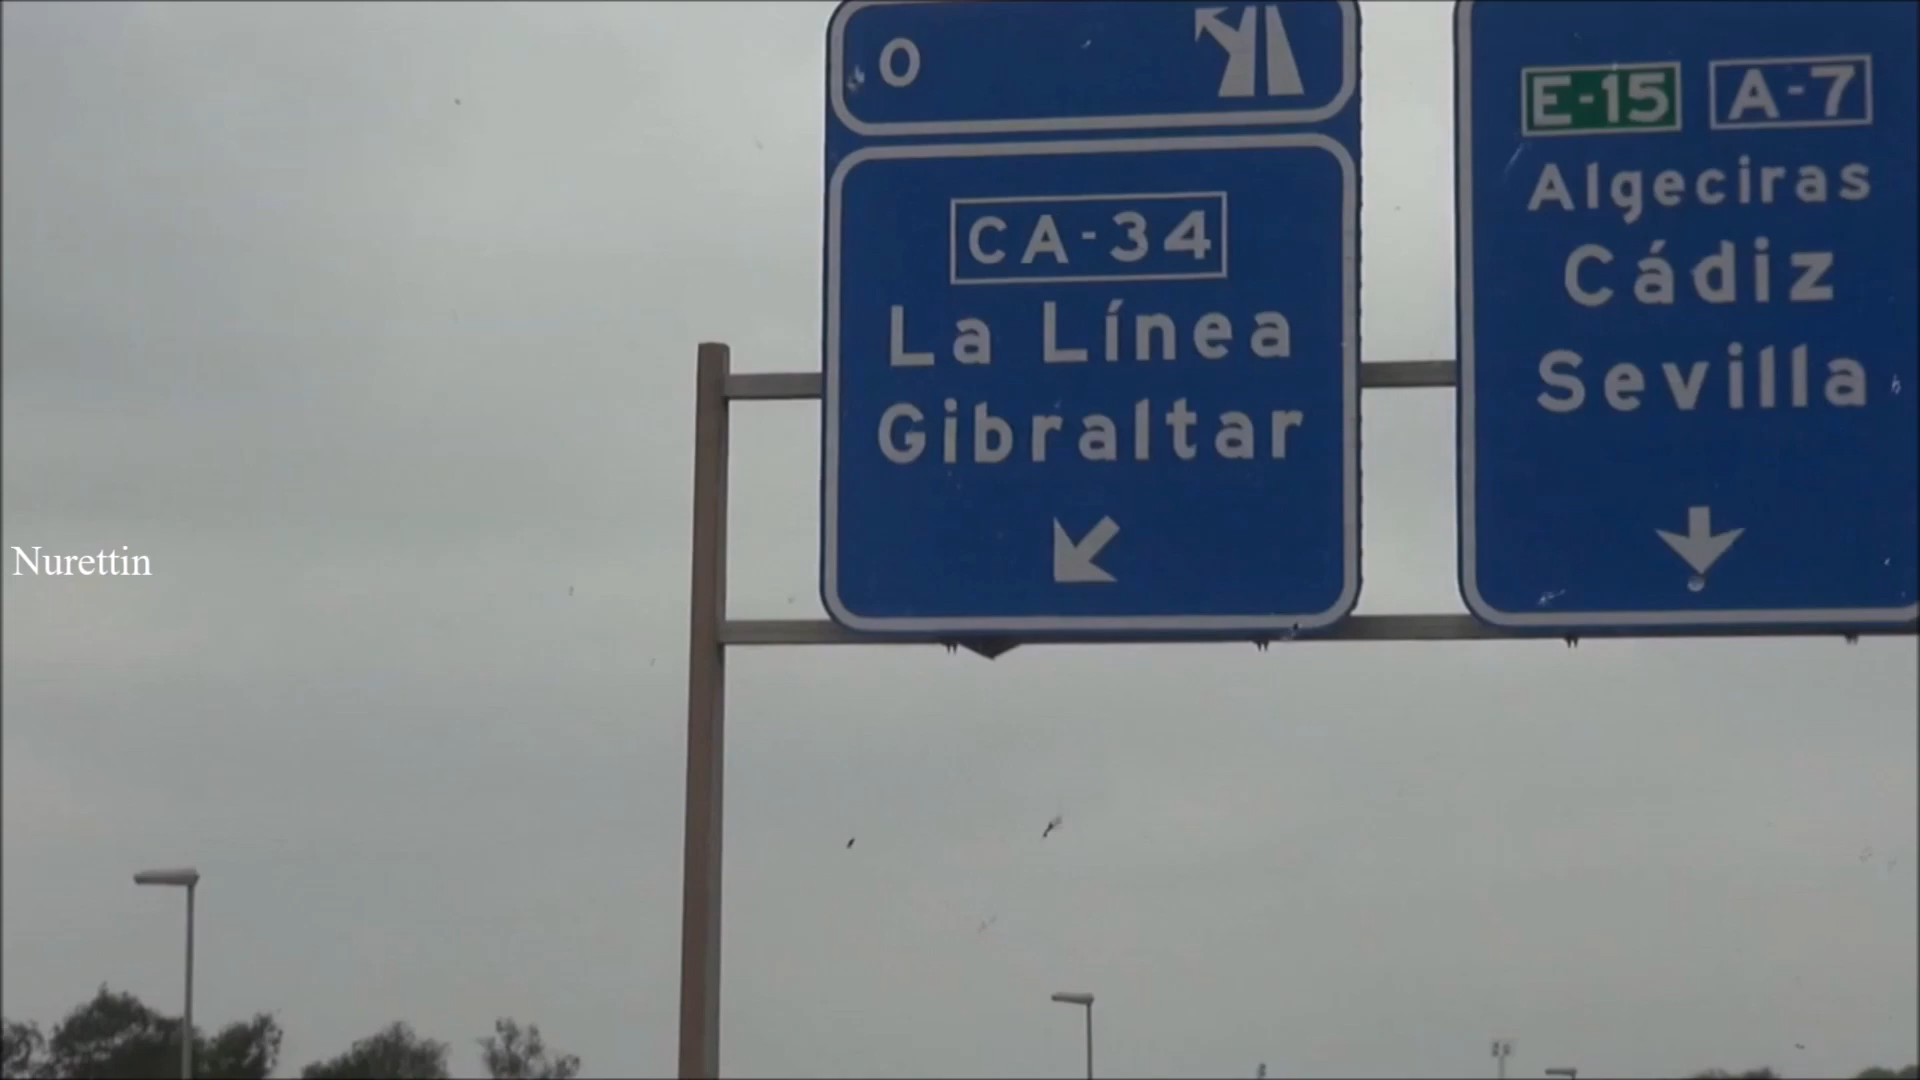 0
CA-34
La Línea
Gibraltar
E-15 A-7
Algeciras
Cádiz
Sevilla
Nurettin